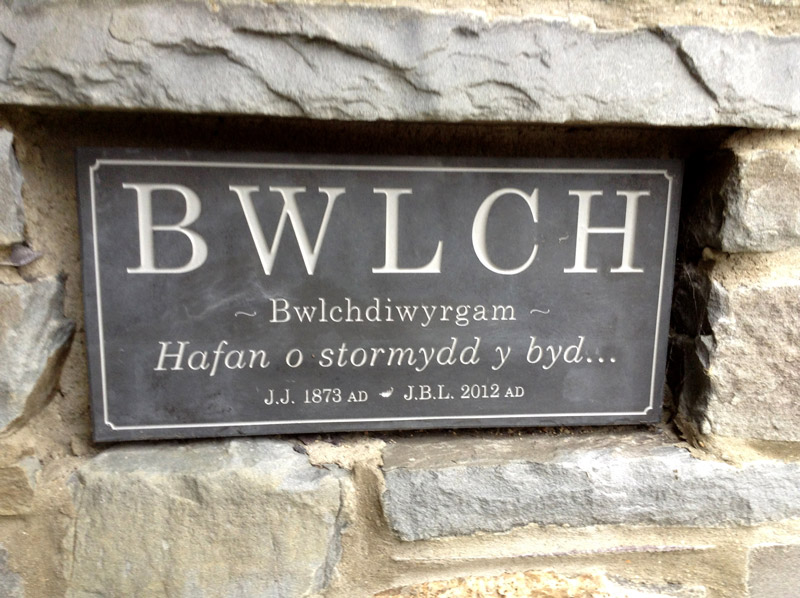 BWLCH
~ Bwlchdiwyrgam ~
Hafan o stormydd y byd...
J.J. 1873 AD J.B.L. 2012 AD